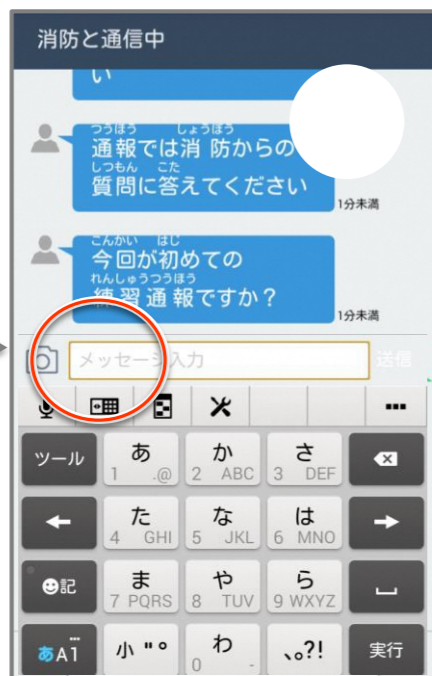 消防と通信中
い
つうほう しょうぼう
通報では消 防からの
しつもん こた
質問に答えてください
1分未満
こんかい はじ
今回が初めての
れんしゅうつうほう
練 習 通 報ですか？
1分未満
メッセージ入力 送信
ツール あ 1 .@ か 2 ABC さ 3 DEF
た 4 GHI な 5 JKL は 6 MNO
記 ま 7 PQRS や 8 TUV ら 9 WXYZ
あA1 小 " ° わ 0 - 、。?! 実行